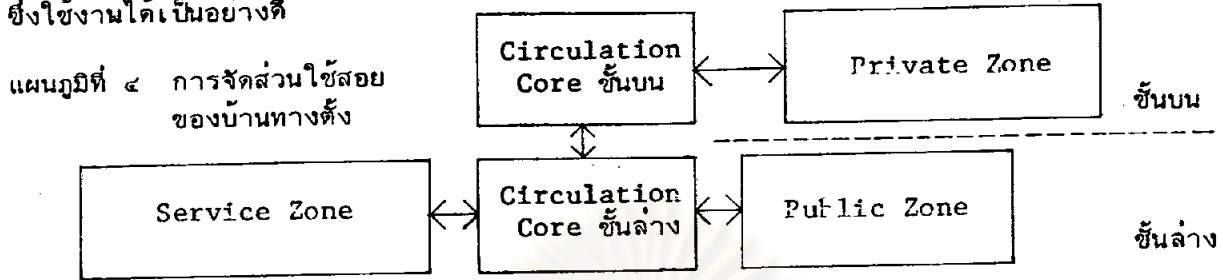 ซึ่งใช้งานได้เป็นอย่างดี
แผนภูมิที่ ๔ การจัดส่วนใช้สอย
ของบ้านทางตั้ง
Circulation
Core ชั้นบน
Private Zone
ชั้นบน
Service Zone
Circulation
Core ชั้นล่าง
Public Zone
ชั้นล่าง